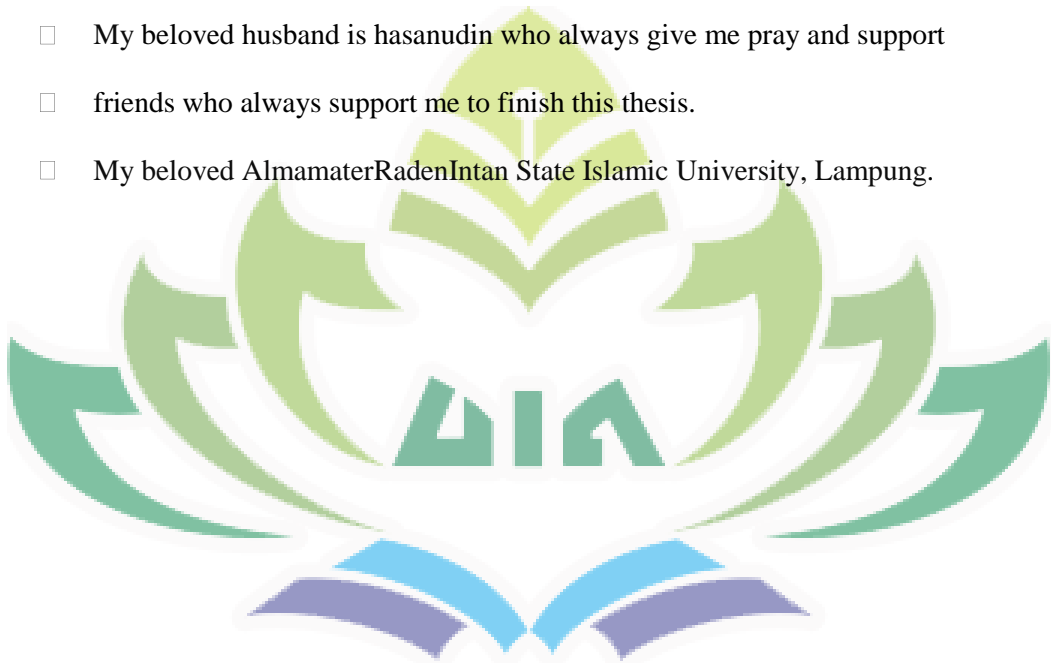 My beloved husband is hasanudin who always give me pray and support
friends who always support me to finish this thesis.
My beloved AlmamaterRadenIntan State Islamic University, Lampung.
UIN